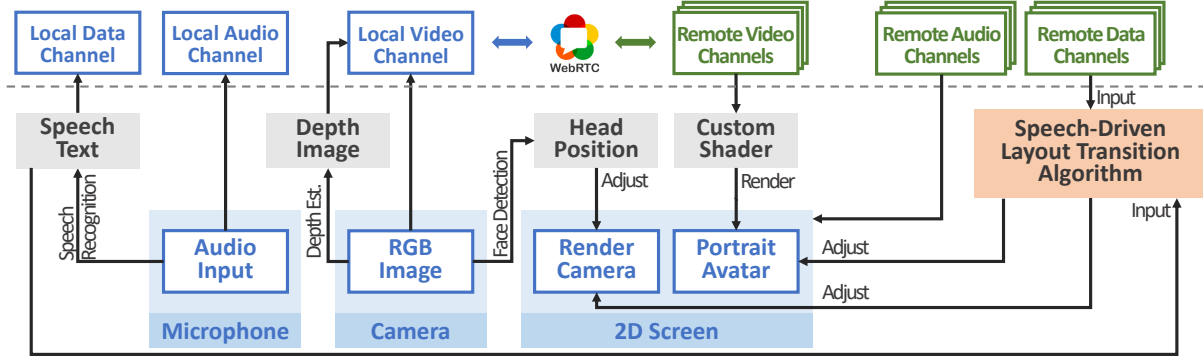 Local Data
Channel
Local Audio
Channel
Local Video
Channel
WebRTC
Remote Video
Channels
Remote Audio
Channels
Remote Data
Channels
Input
Speech
Text
Depth
Image
Head
Position
Custom
Shader
Speech-Driven
Layout Transition
Algorithm
Speech
Recognition
Depth Est.
Face Detection
Adjust
Render
Input
Audio
Input
RGB
Image
Render
Camera
Portrait
Avatar
Adjust
Adjust
Microphone
Camera
2D Screen